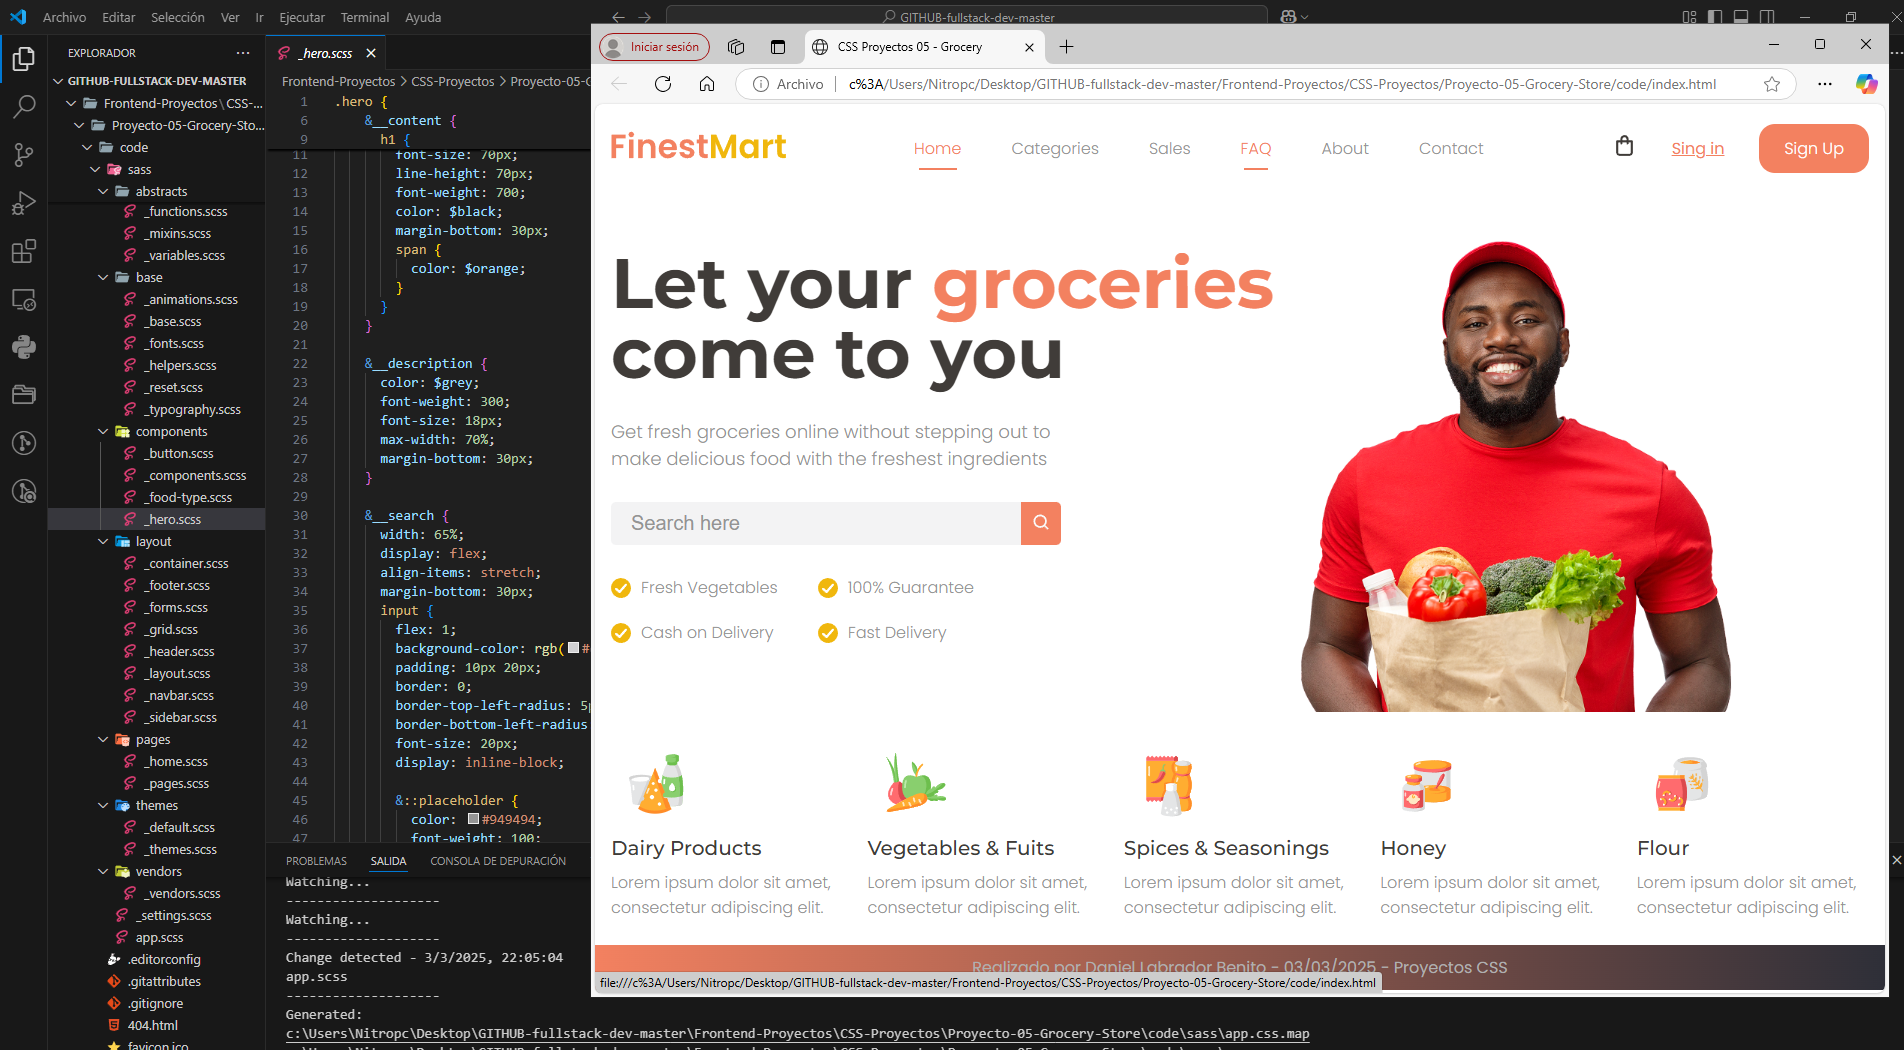 Archivo Editar Selección Ver Ir Ejecutar Terminal Ayuda
GITHUB-fullstack-dev-master
EXPLORADOR
GITHUB-FULLSTACK-DEV-MASTER
Frontend-Proyectos\CSS-...
Proyecto-05-Grocery-Sto...
code
sass
abstracts
_functions.scss
_mixins.scss
_variables.scss
base
_animations.scss
_base.scss
_fonts.scss
_helpers.scss
_reset.scss
_typography.scss
components
_button.scss
_components.scss
_food-type.scss
_hero.scss
layout
_container.scss
_footer.scss
_forms.scss
_grid.scss
_header.scss
_layout.scss
_navbar.scss
_sidebar.scss
pages
_home.scss
_pages.scss
themes
_default.scss
_themes.scss
vendors
_vendors.scss
_settings.scss
app.scss
.editorconfig
.gitattributes
.gitignore
404.html
favicon.ico
_hero.scss
Frontend-Proyectos > CSS-Proyectos > Proyecto-05-G
1 .hero {
6 &__content {
9 h1 {
11 font-size: 70px;
12 line-height: 70px;
13 font-weight: 700;
14 color: $black;
15 margin-bottom: 30px;
16 span {
17 color: $orange;
18 }
19 }
20 }
21
22 &__description {
23 color: $grey;
24 font-weight: 300;
25 font-size: 18px;
26 max-width: 70%;
27 margin-bottom: 30px;
28 }
29
30 &__search {
31 width: 65%;
32 display: flex;
33 align-items: stretch;
34 margin-bottom: 30px;
35 input {
36 flex: 1;
37 background-color: rgb(#
38 padding: 10px 20px;
39 border: 0;
40 border-top-left-radius: 5p
41 border-bottom-left-radius
42 font-size: 20px;
43 display: inline-block;
44
45 &::placeholder {
46 color: #949494;
47 font-weight: 100;
PROBLEMAS SALIDA CONSOLA DE DEPURACIÓN
Watching...
--------------------
Watching...
--------------------
Change detected - 3/3/2025, 22:05:04
app.scss
--------------------
Generated:
c:\Users\Nitropc\Desktop\GITHUB-fullstack-dev-master\Frontend-Proyectos\CSS-Proyectos\Proyecto-05-Grocery-Store\code\sass\app.css.map
Iniciar sesión
CSS Proyectos 05 - Grocery
Archivo c%3A/Users/Nitropc/Desktop/GITHUB-fullstack-dev-master/Frontend-Proyectos/CSS-Proyectos/Proyecto-05-Grocery-Store/code/index.html
FinestMart
Home Categories Sales FAQ About Contact
Sing in
Sign Up
Let your groceries
come to you
Get fresh groceries online without stepping out to
make delicious food with the freshest ingredients
Search here
Fresh Vegetables 100% Guarantee
Cash on Delivery Fast Delivery
Dairy Products
Lorem ipsum dolor sit amet,
consectetur adipiscing elit.
Vegetables & Fuits
Lorem ipsum dolor sit amet,
consectetur adipiscing elit.
Spices & Seasonings
Lorem ipsum dolor sit amet,
consectetur adipiscing elit.
Honey
Lorem ipsum dolor sit amet,
consectetur adipiscing elit.
Flour
Lorem ipsum dolor sit amet,
consectetur adipiscing elit.
Realizado por Daniel Labrador Benito - 03/03/2025 - Proyectos CSS
file:///c%3A/Users/Nitropc/Desktop/GITHUB-fullstack-dev-master/Frontend-Proyectos/CSS-Proyectos/Proyecto-05-Grocery-Store/code/index.html